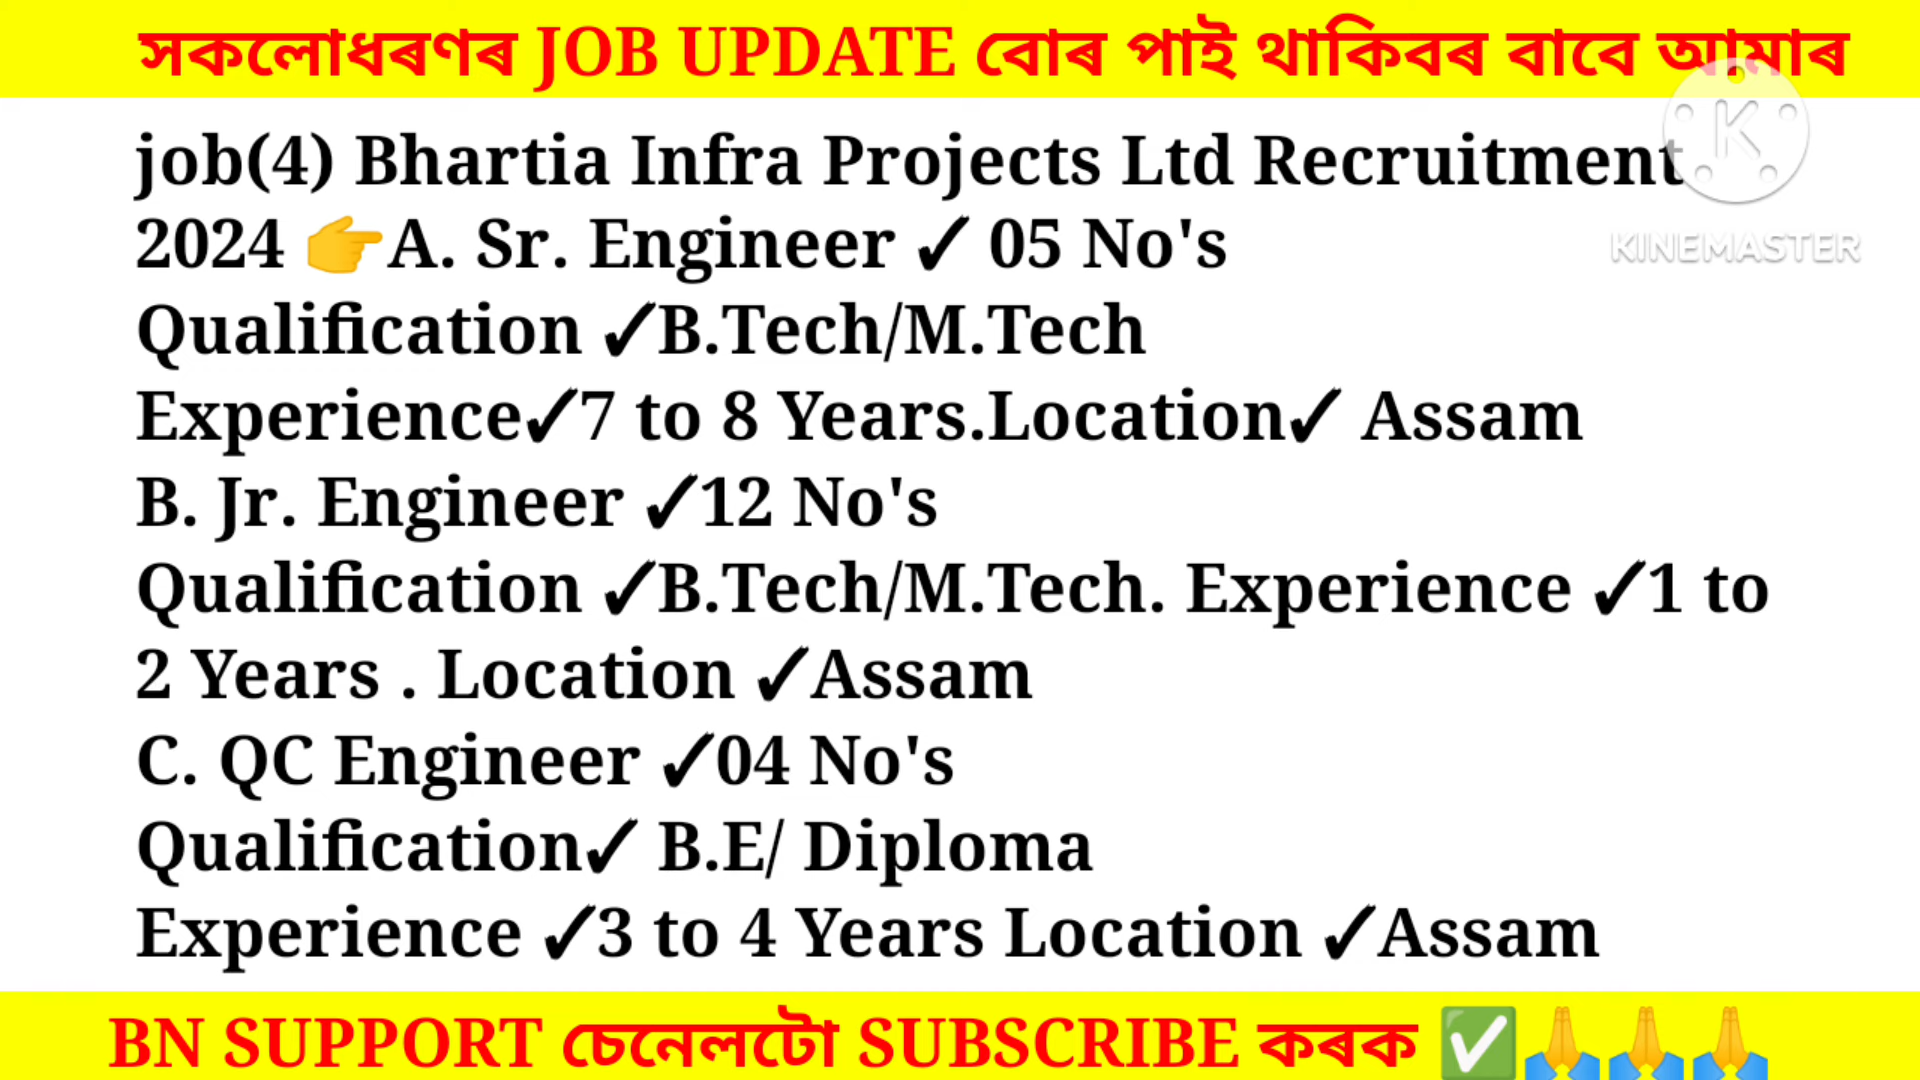 সকলোধৰণৰ JOB UPDATE বোৰ পাই থাকিবৰ বাবে আমাৰ
job(4) Bhartia Infra Projects Ltd Recruitment
2024 👉A. Sr. Engineer ✓ 05 No's
Qualification ✓B.Tech/M.Tech
Experience✓7 to 8 Years.Location✓ Assam
B. Jr. Engineer ✓12 No's
Qualification ✓B.Tech/M.Tech. Experience ✓1 to
2 Years . Location ✓Assam
C. QC Engineer ✓04 No's
Qualification✓ B.E/ Diploma
Experience ✓3 to 4 Years Location ✓Assam
BN SUPPORT চেনেলটো SUBSCRIBE কৰক ✅🙏🙏🙏
K
KINEMASTER